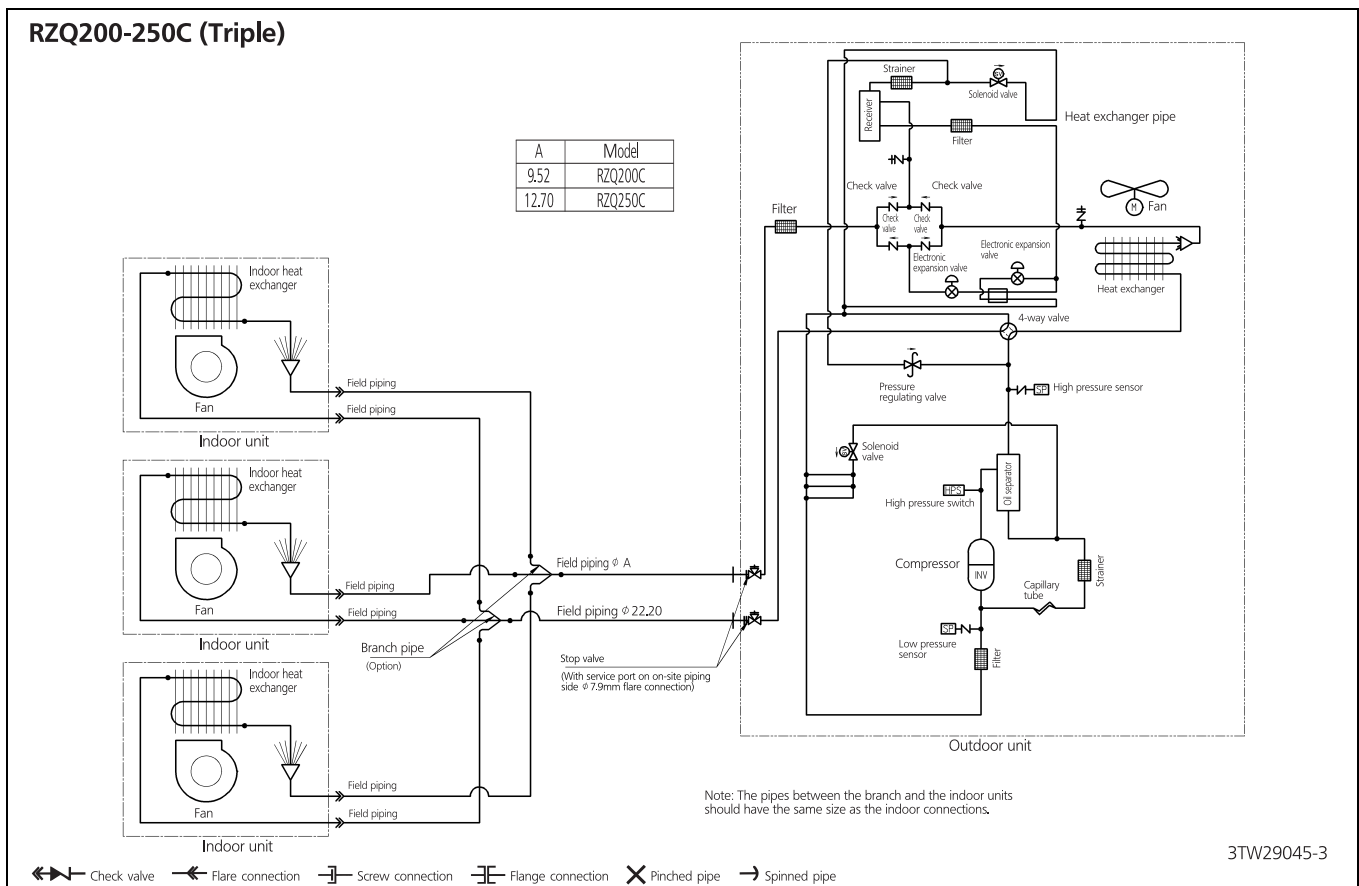 RZQ200-250C (Triple)
A Model
9.52 RZQ200C
12.70 RZQ250C
Strainer
SV
Solenoid valve
Receiver
Heat exchanger pipe
Filter
Check valve
Check valve
Filter
Check
valve
Check
valve
M
Fan
Electronic expansion
valve
Electronic
expansion valve
Heat exchanger
4-way valve
Pressure
regulating valve
SP
High pressure sensor
SV
Solenoid
valve
Oil separator
HPS
High pressure switch
Compressor
INV
Strainer
Capillary
tube
SP
Low pressure
sensor
Filter
Outdoor unit
Indoor heat
exchanger
Fan
Field piping
Field piping
Indoor unit
Indoor heat
exchanger
Fan
Field piping
Field piping
Indoor unit
Indoor heat
exchanger
Fan
Field piping
Field piping
Indoor unit
Field piping ϕ A
Field piping ϕ 22.20
Branch pipe
(Option)
Stop valve
(With service port on on-site piping
side ϕ 7.9mm flare connection)
Note: The pipes between the branch and the indoor units
should have the same size as the indoor connections.
3TW29045-3
Check valve
Flare connection
Screw connection
Flange connection
Pinched pipe
Spinned pipe